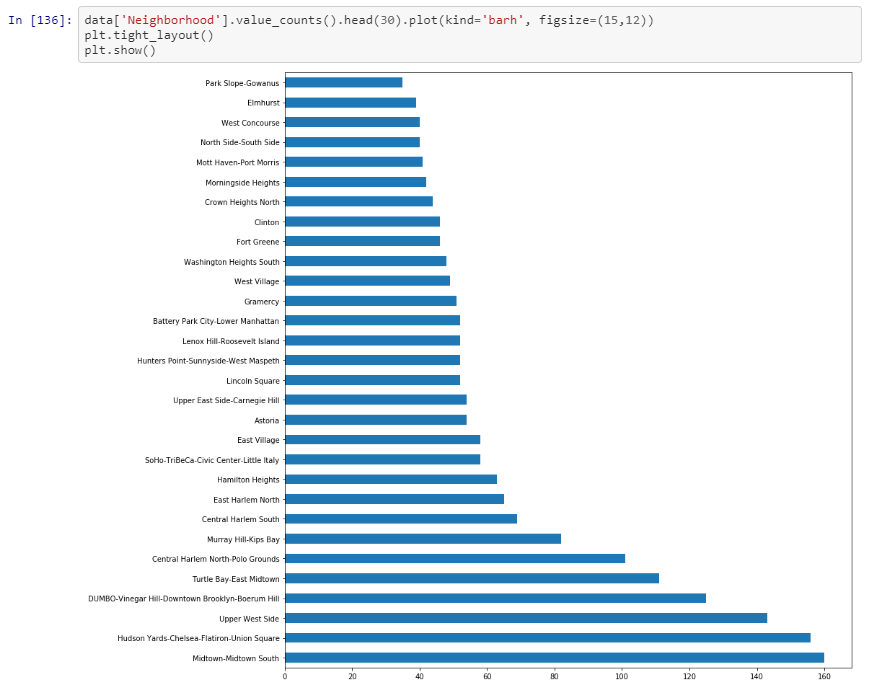 In [136]: data['Neighborhood'].value_counts().head(30).plot(kind='barh', figsize=(15,12))
plt.tight_layout()
plt.show()
Park Slope-Gowanus
Elmhurst
West Concourse
North Side-South Side
Mott Haven-Port Morris
Morningside Heights
Crown Heights North
Clinton
Fort Greene
Washington Heights South
West Village
Gramercy
Battery Park City-Lower Manhattan
Lenox Hill-Roosevelt Island
Hunters Point-Sunnyside-West Maspeth
Lincoln Square
Upper East Side-Carnegie Hill
Astoria
East Village
SoHo-TriBeCa-Civic Center-Little Italy
Hamilton Heights
East Harlem North
Central Harlem South
Murray Hill-Kips Bay
Central Harlem North-Polo Grounds
Turtle Bay-East Midtown
DUMBO-Vinegar Hill-Downtown Brooklyn-Boerum Hill
Upper West Side
Hudson Yards-Chelsea-Flatiron-Union Square
Midtown-Midtown South
0 20 40 60 80 100 120 140 160